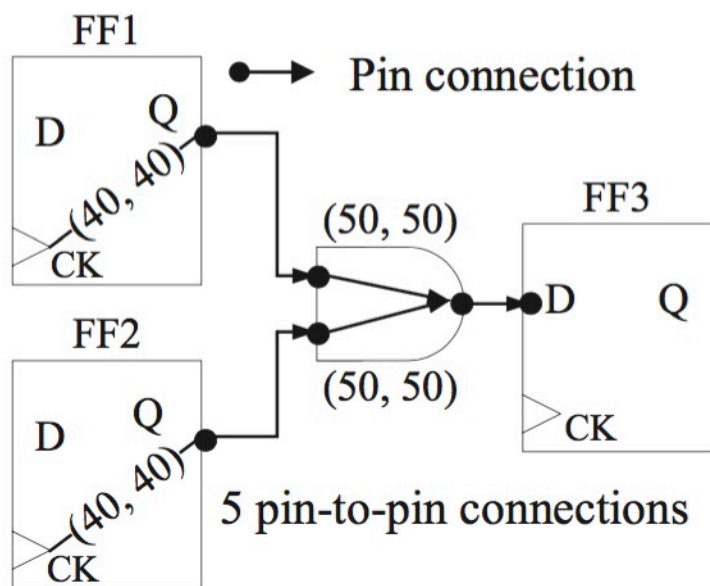 FF1
Pin connection
D
Q
(40, 40)
CK
(50, 50)
FF3
D
Q
CK
(50, 50)
FF2
D
Q
(40, 40)
CK
5 pin-to-pin connections